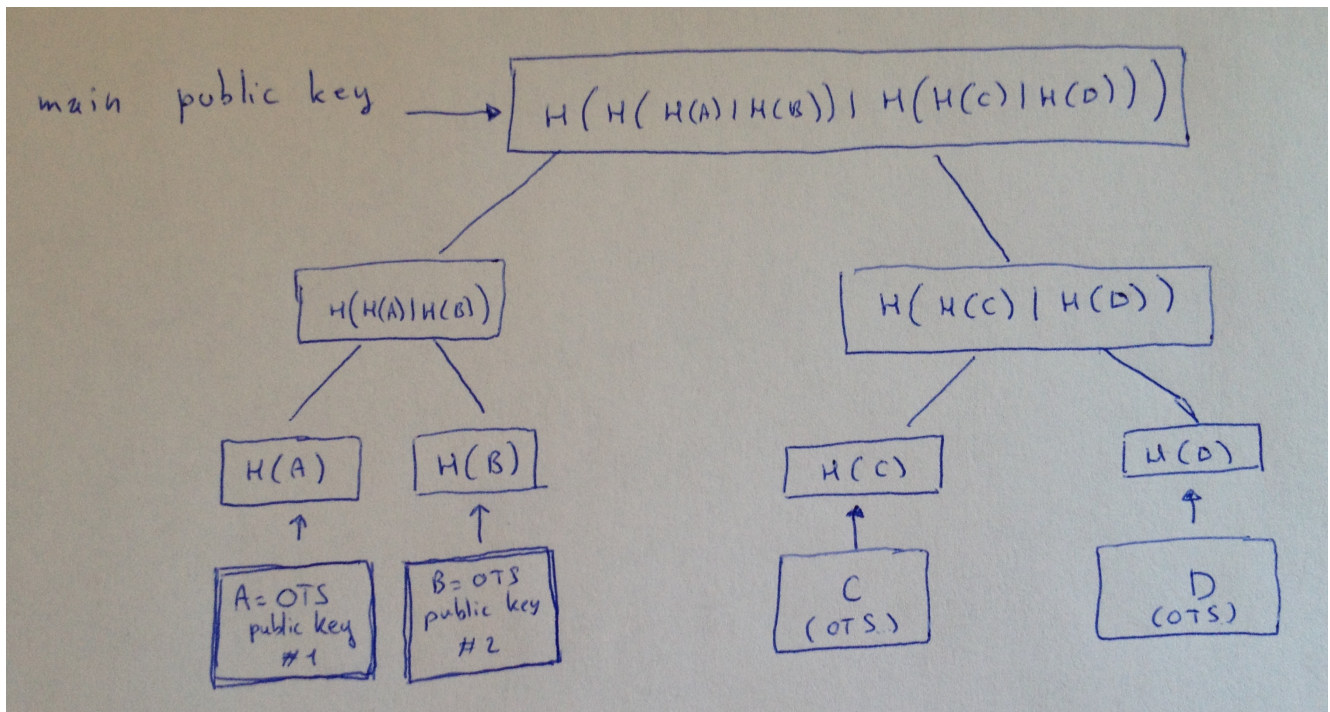 main public key
H(H(H(A)|H(B))|H(H(C)|H(D)))
H(H(A)|H(B))
H(H(C)|H(D))
H(A)
H(B)
H(C)
H(D)
A= OTS
public key
#1
B= OTS
public key
#2
C
(OTS)
D
(OTS)